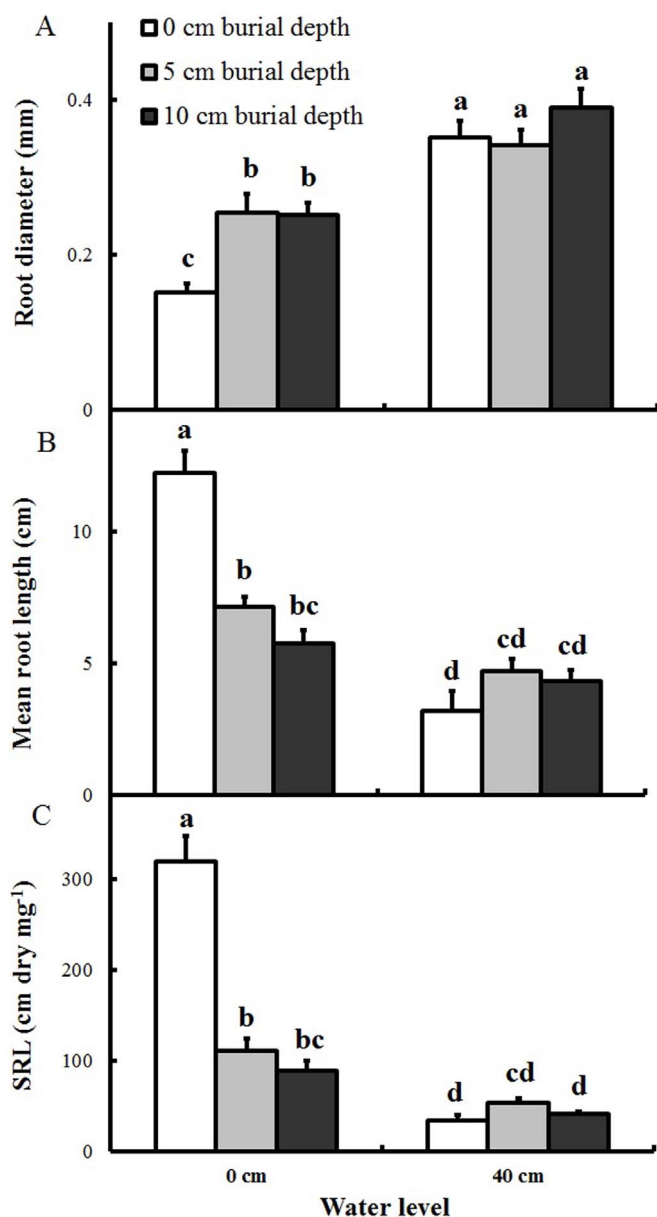 A
0 cm burial depth
5 cm burial depth
10 cm burial depth
Root diameter (mm)
0.4
0.2
0
c
b
b
a
a
a
B
Mean root length (cm)
10
5
0
a
b
bc
d
cd
cd
C
SRL (cm dry mg⁻¹)
300
200
100
0
a
b
bc
d
cd
d
0 cm
40 cm
Water level